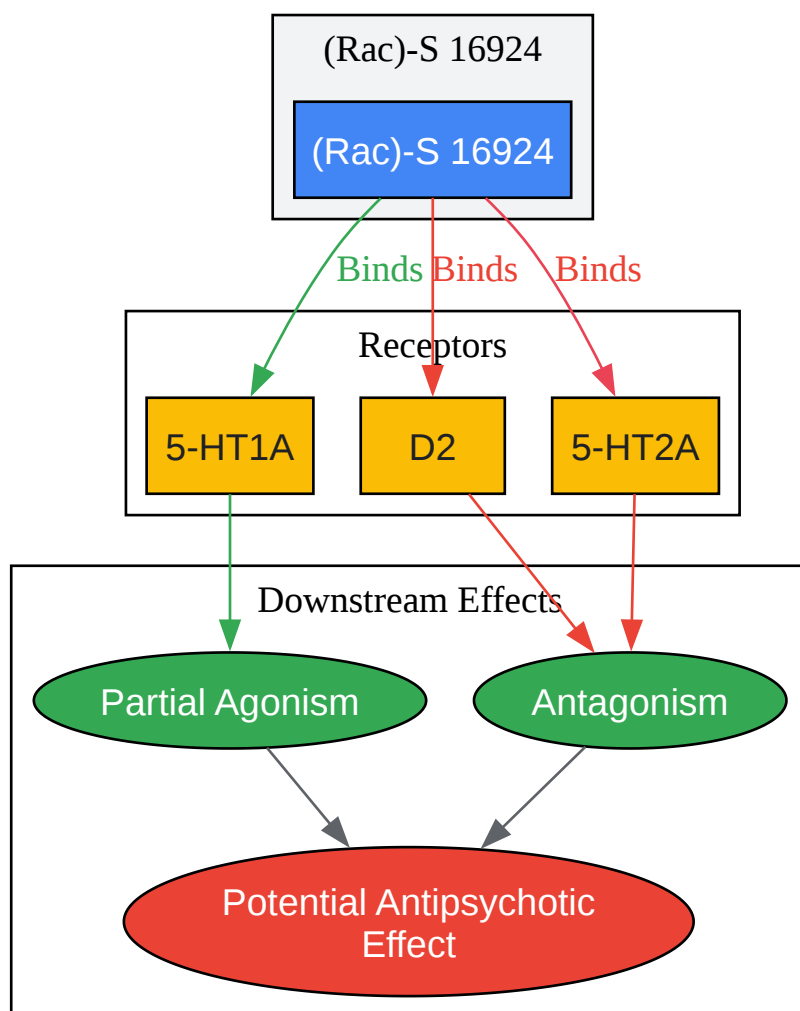 (Rac)-S 16924
(Rac)-S 16924
Binds Binds Binds
Receptors
5-HT1A D2 5-HT2A
Downstream Effects
Partial Agonism Antagonism
Potential Antipsychotic
Effect